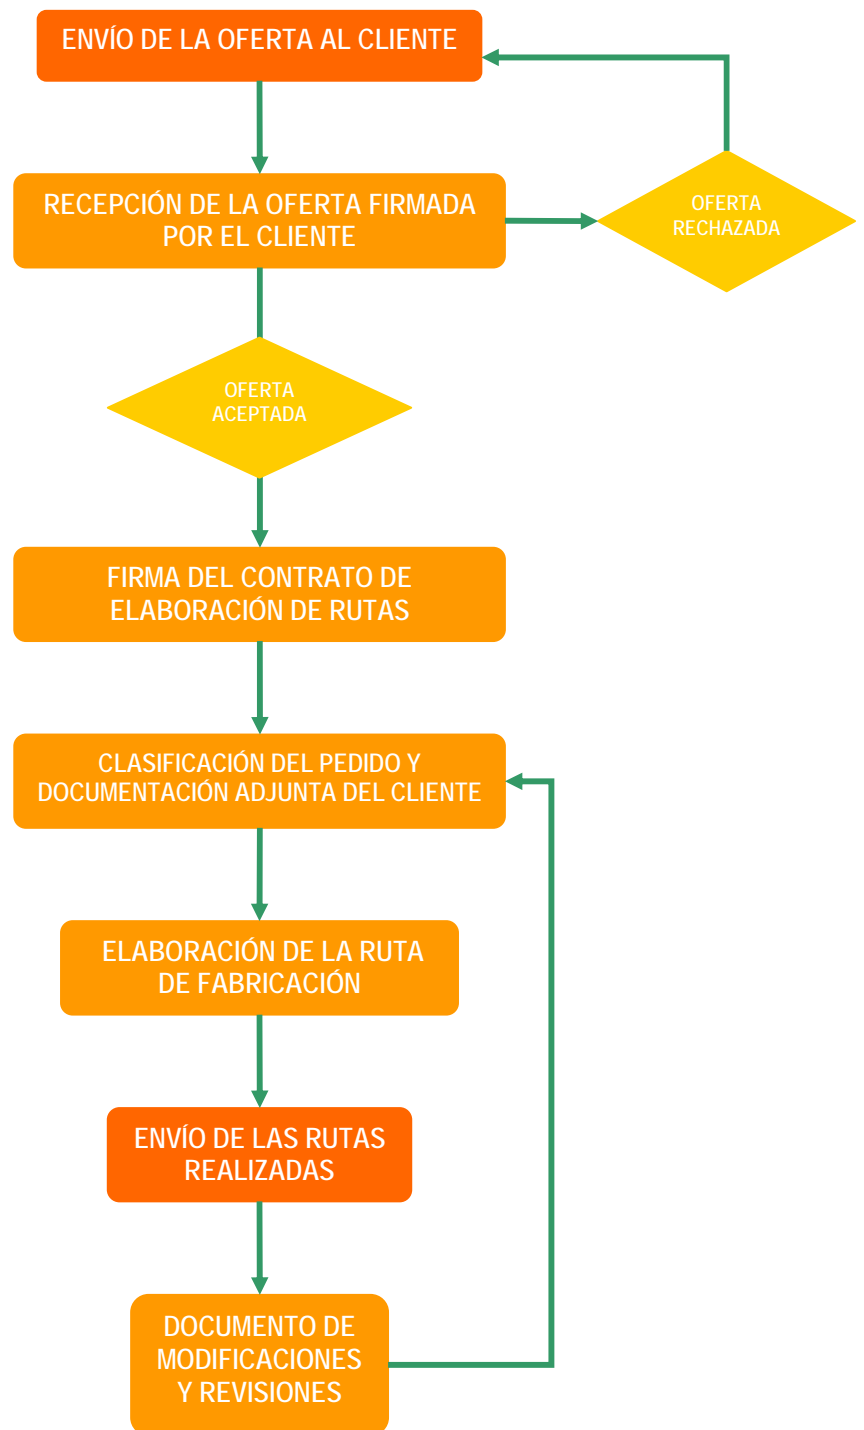 ENVÍO DE LA OFERTA AL CLIENTE
RECEPCIÓN DE LA OFERTA FIRMADA
POR EL CLIENTE
OFERTA
RECHAZADA
OFERTA
ACEPTADA
FIRMA DEL CONTRATO DE
ELABORACIÓN DE RUTAS
CLASIFICACIÓN DEL PEDIDO Y
DOCUMENTACIÓN ADJUNTA DEL CLIENTE
ELABORACIÓN DE LA RUTA
DE FABRICACIÓN
ENVÍO DE LAS RUTAS
REALIZADAS
DOCUMENTO DE
MODIFICACIONES
Y REVISIONES